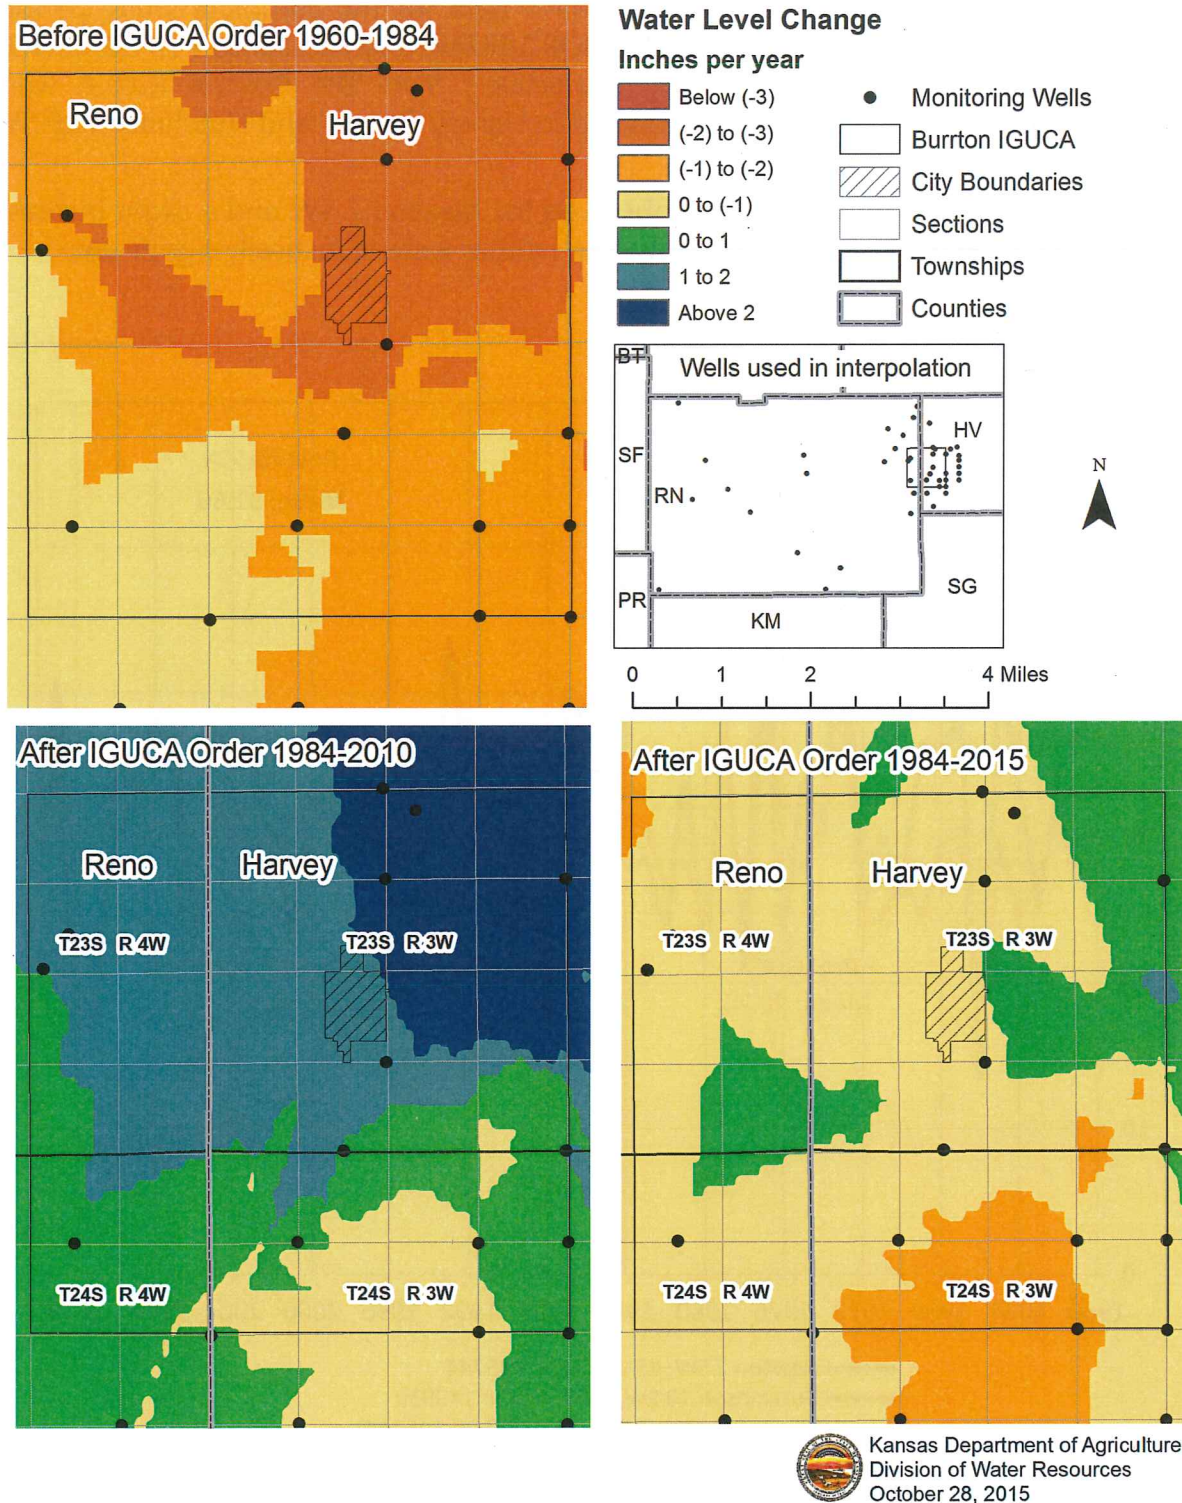 Before IGUCA Order 1960-1984
Reno
Harvey
Water Level Change
Inches per year
Below (-3)
(-2) to (-3)
(-1) to (-2)
0 to (-1)
0 to 1
1 to 2
Above 2
Monitoring Wells
Burrton IGUCA
City Boundaries
Sections
Townships
Counties
Wells used in interpolation
BT
SF
RN
HV
PR
KM
SG
N
0 1 2 4 Miles
After IGUCA Order 1984-2010
Reno
Harvey
T23S R 4W
T23S R 3W
T24S R 4W
T24S R 3W
After IGUCA Order 1984-2015
Reno
Harvey
T23S R 4W
T23S R 3W
T24S R 4W
T24S R 3W
Kansas Department of Agriculture
Division of Water Resources
October 28, 2015